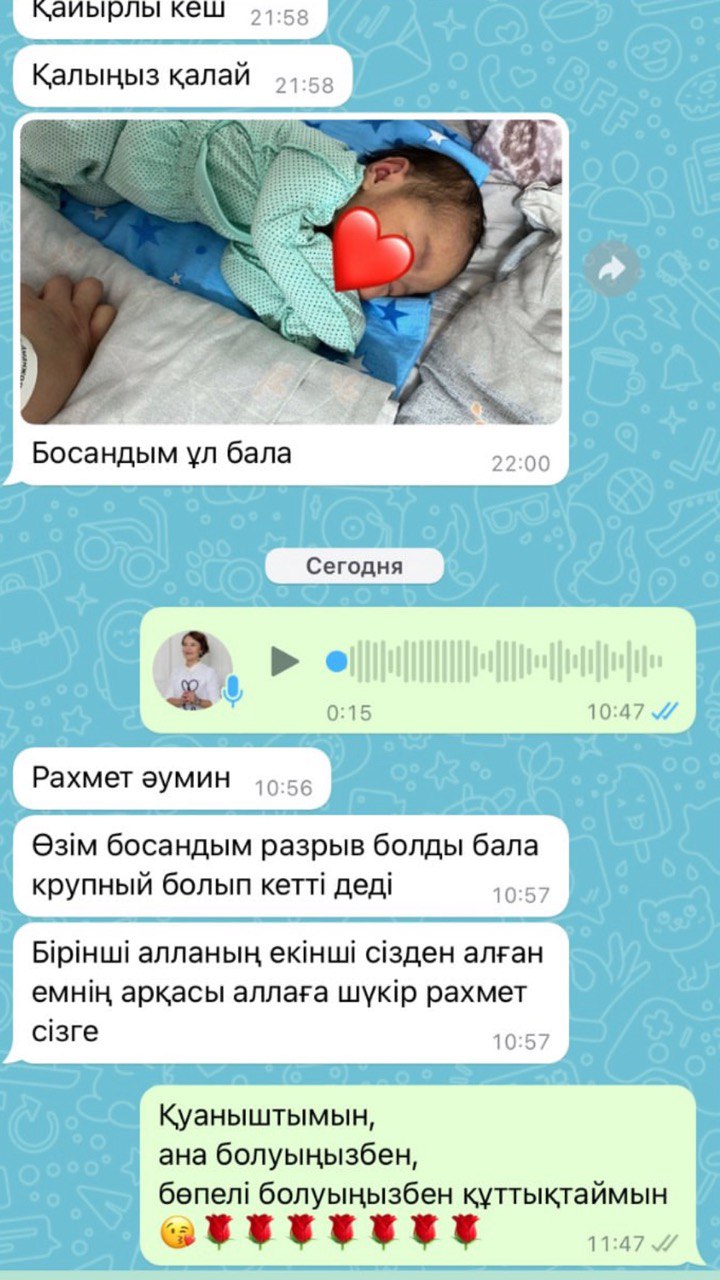 Қайырлы кеш 21:58
Қалыңыз қалай 21:58
Босандым ұл бала
22:00
Сегодня
0:15 10:47
Рахмет әумин 10:56
Өзім босандым разрыв болды бала
крупный болып кетті деді
10:57
Бірінші алланың екінші сізден алған
емнің арқасы аллаға шүкір рахмет
сізге
10:57
Қуаныштымын,
ана болуыңызбен,
бөпелі болуыңызбен құттықтаймын
😘🌹🌹🌹🌹🌹🌹🌹 11:47